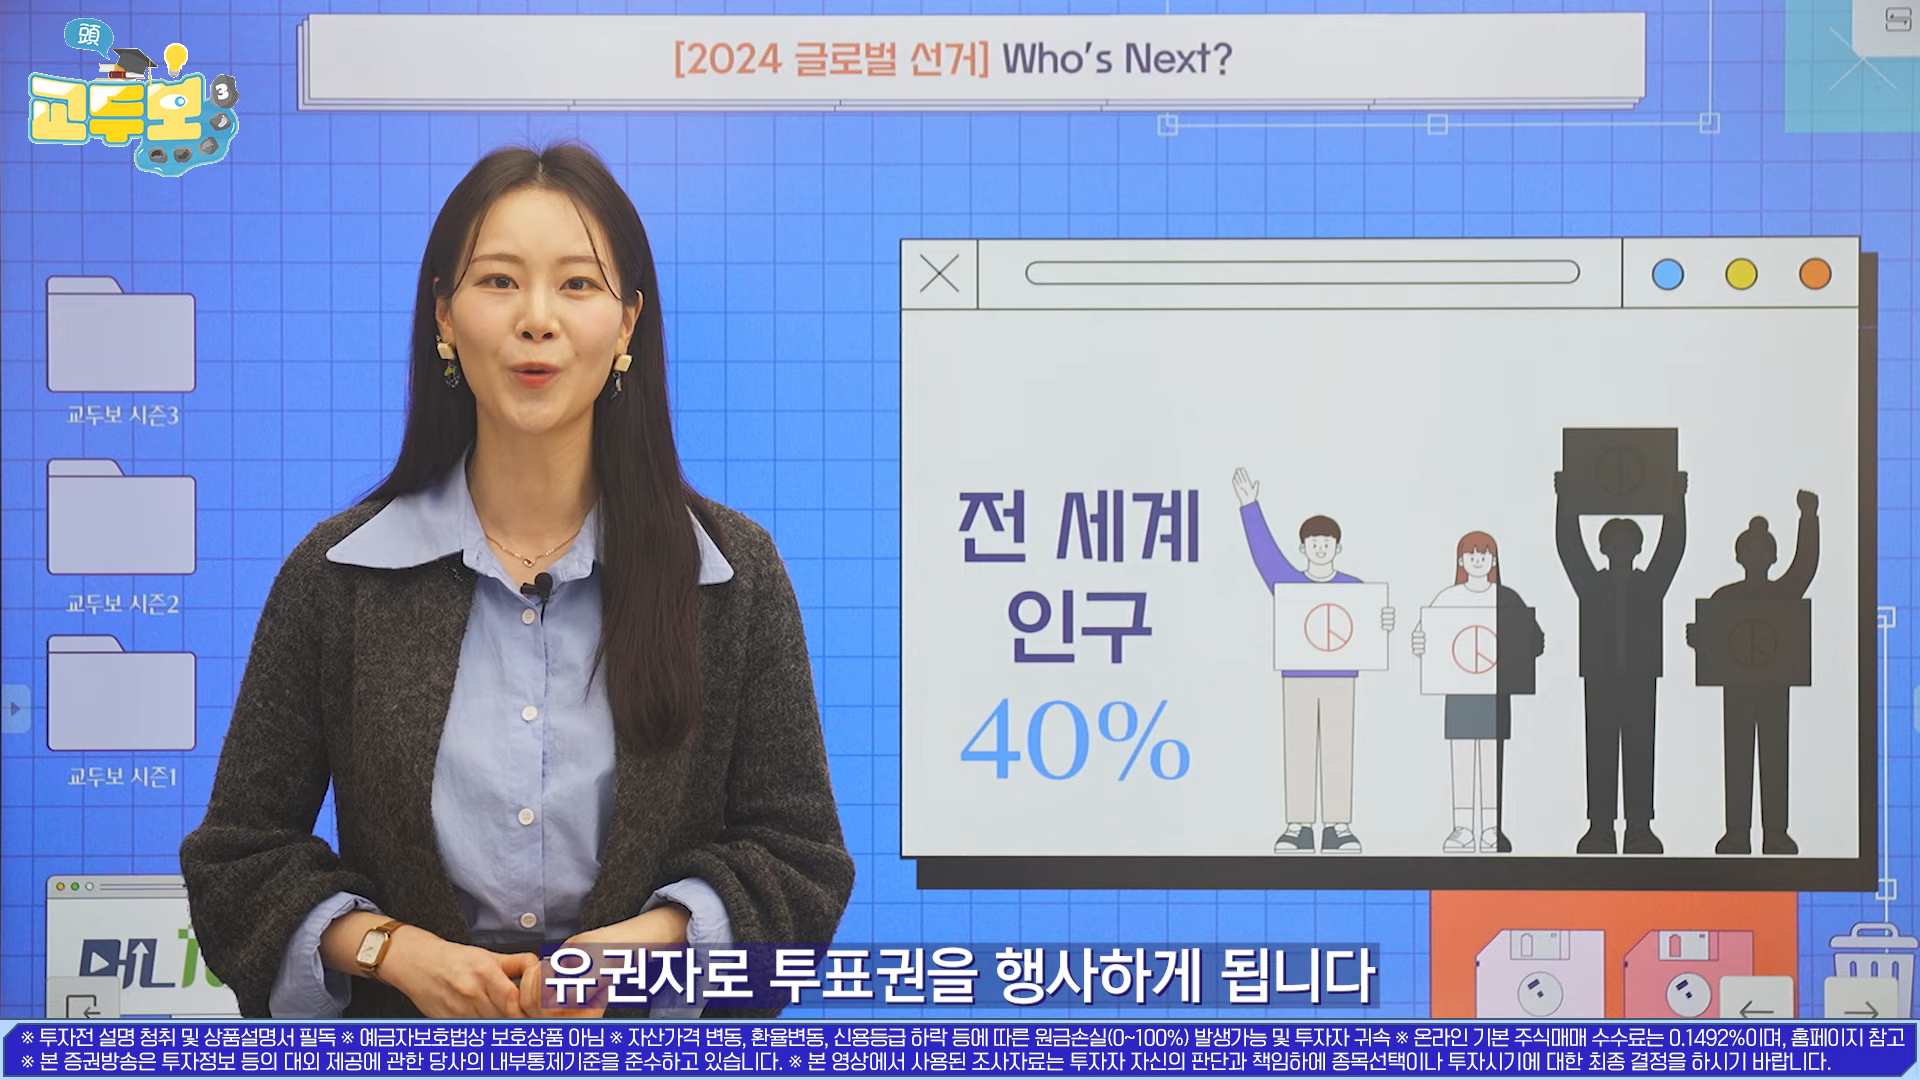 頭
교두보
3
[2024 글로벌 선거] Who's Next?
교두보 시즌3
교두보 시즌2
교두보 시즌1
전 세계
인구
40%
유권자로 투표권을 행사하게 됩니다
※ 투자전 설명 청취 및 상품설명서 필독 ※ 예금자보호법상 보호상품 아님 ※ 자산가격 변동, 환율변동, 신용등급 하락 등에 따른 원금손실(0~100%) 발생가능 및 투자자 귀속 ※ 온라인 기본 주식매매 수수료는 0.1492%이며, 홈페이지 참고
※ 본 증권방송은 투자정보 등의 대외 제공에 관한 당사의 내부통제기준을 준수하고 있습니다. ※ 본 영상에서 사용된 조사자료는 투자자 자신의 판단과 책임하에 종목선택이나 투자시기에 대한 최종 결정을 하시기 바랍니다.